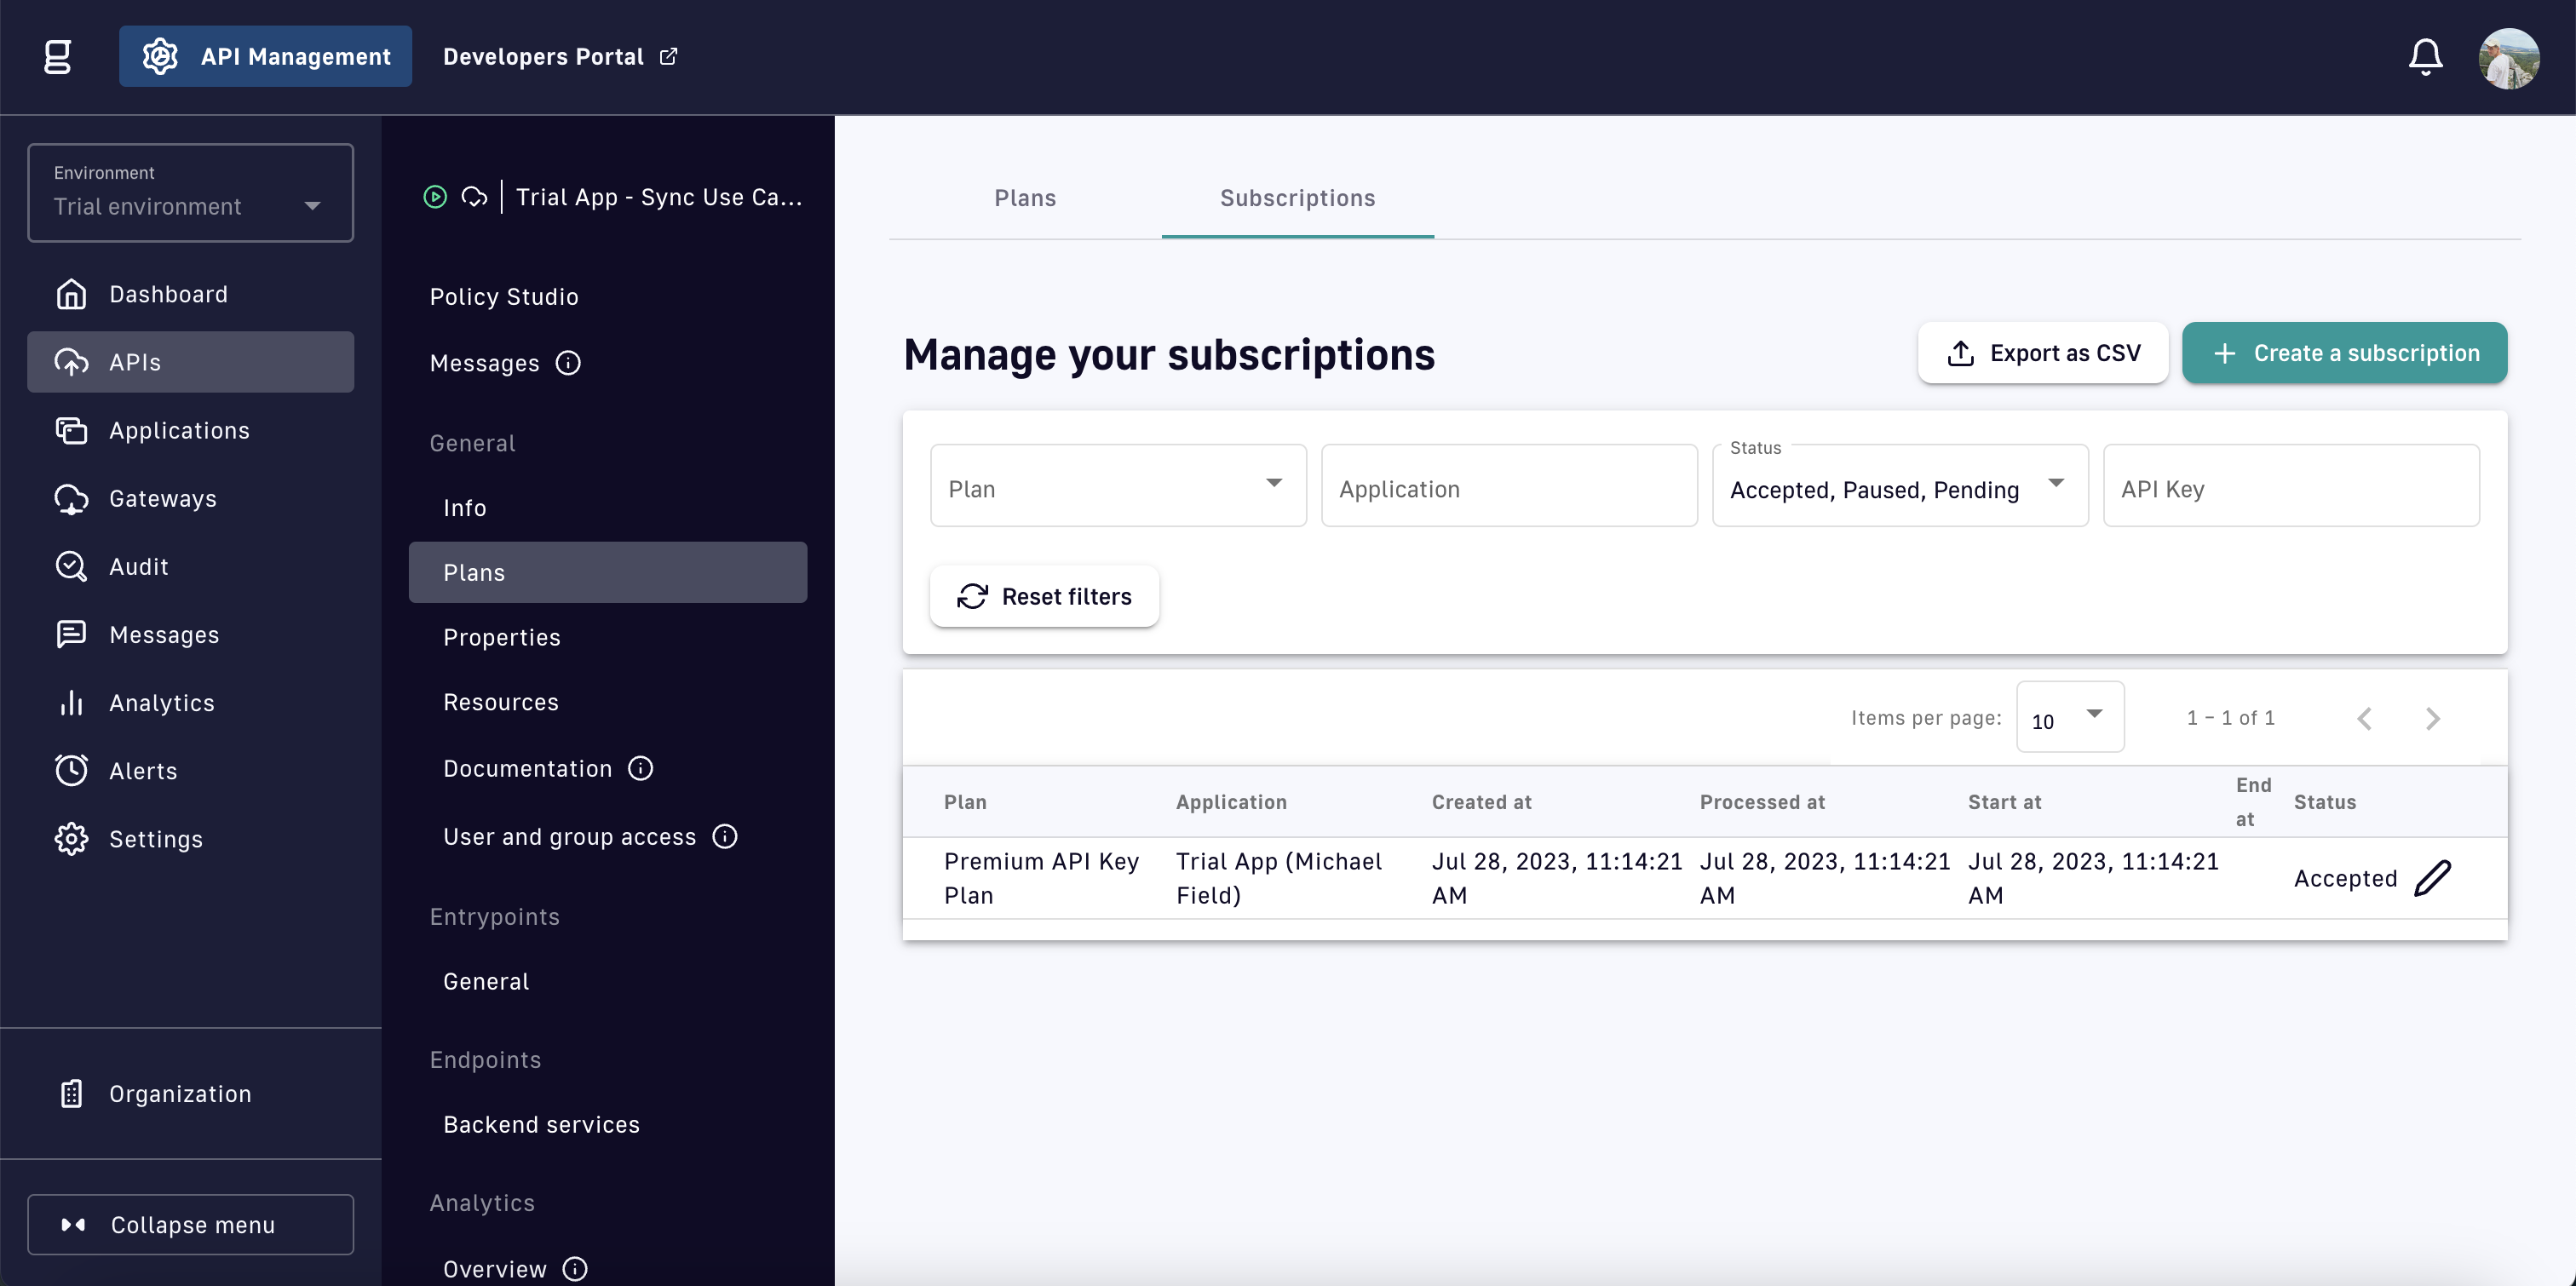 API Management
Developers Portal
Environment
Trial environment
Dashboard
APIs
Applications
Gateways
Audit
Messages
Analytics
Alerts
Settings
Organization
Collapse menu
Trial App - Sync Use Ca...
Policy Studio
Messages
General
Info
Plans
Properties
Resources
Documentation
User and group access
Entrypoints
General
Endpoints
Backend services
Analytics
Overview
Plans Subscriptions
Manage your subscriptions
Export as CSV
Create a subscription
Plan
Application
Status
Accepted, Paused, Pending
API Key
Reset filters
Items per page: 10 1 – 1 of 1
Plan Application Created at Processed at Start at End at Status
Premium API Key Plan
Trial App (Michael Field)
Jul 28, 2023, 11:14:21 AM
Jul 28, 2023, 11:14:21 AM
Jul 28, 2023, 11:14:21 AM
Accepted